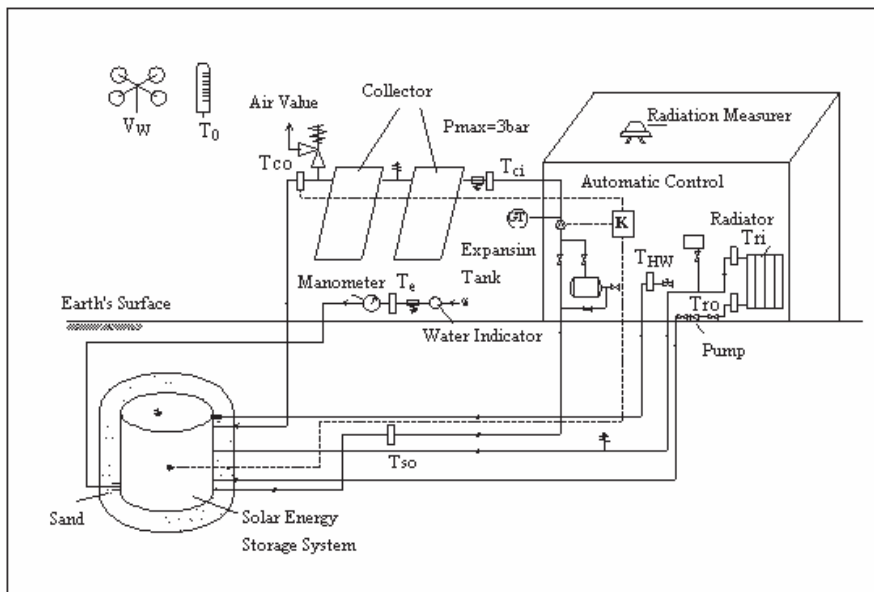 Collector
Air Value
Pmax=3bar
Radiation Measurer
VW
T0
Tco
Tci
Automatic Control
GT
K
Radiator
Tri
Expansiin
Tank
THW
Manometer
Te
Earth's Surface
Tro
Water Indicator
Pump
Tso
Sand
Solar Energy
Storage System